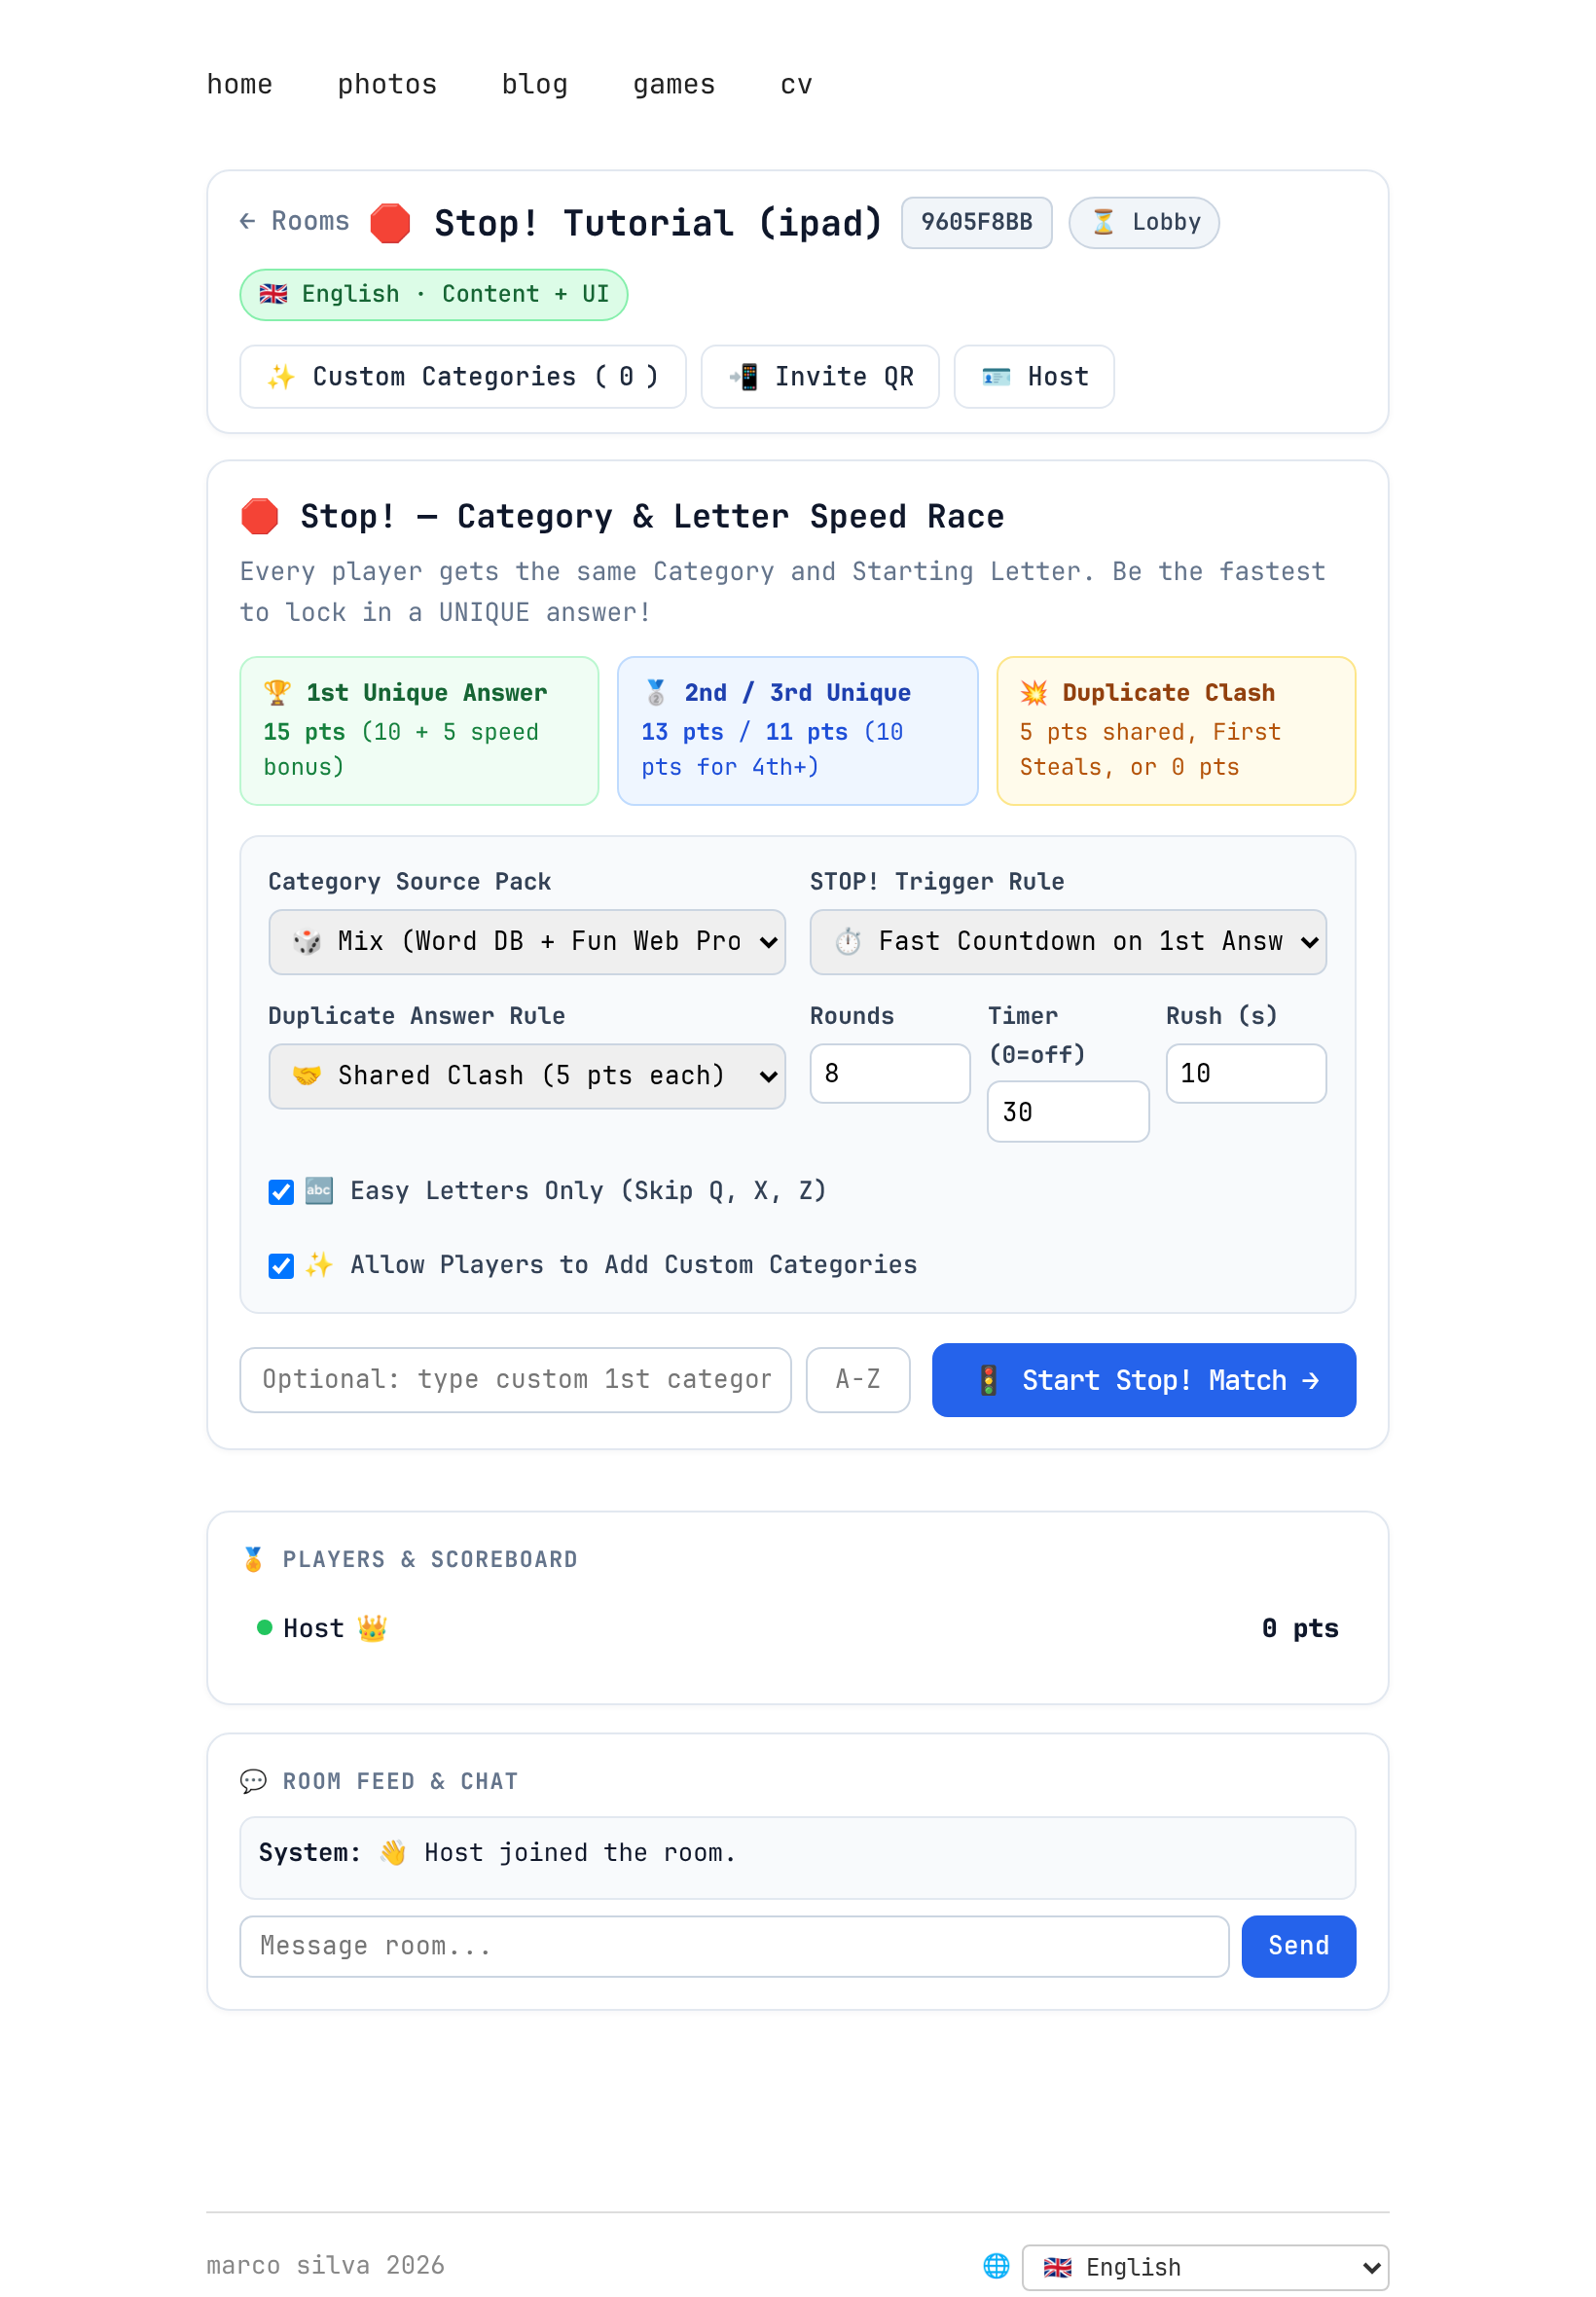 home photos blog games cv
← Rooms 🛑 Stop! Tutorial (ipad) 9605F8BB ⏳ Lobby
🇬🇧 English · Content + UI
✨ Custom Categories ( 0 ) 📲 Invite QR 🪪 Host
🛑 Stop! — Category & Letter Speed Race
Every player gets the same Category and Starting Letter. Be the fastest
to lock in a UNIQUE answer!
🏆 1st Unique Answer
15 pts (10 + 5 speed
bonus)
🥈 2nd / 3rd Unique
13 pts / 11 pts (10
pts for 4th+)
💥 Duplicate Clash
5 pts shared, First
Steals, or 0 pts
Category Source Pack
🎲 Mix (Word DB + Fun Web Pro
STOP! Trigger Rule
⏱️ Fast Countdown on 1st Answ
Duplicate Answer Rule
🤝 Shared Clash (5 pts each)
Rounds
8
Timer
(0=off)
30
Rush (s)
10
🔤 Easy Letters Only (Skip Q, X, Z)
✨ Allow Players to Add Custom Categories
Optional: type custom 1st categor A-Z 🚦 Start Stop! Match →
🏅 PLAYERS & SCOREBOARD
Host 👑 0 pts
💬 ROOM FEED & CHAT
System: 👋 Host joined the room.
Message room... Send
marco silva 2026 🌐 🇬🇧 English